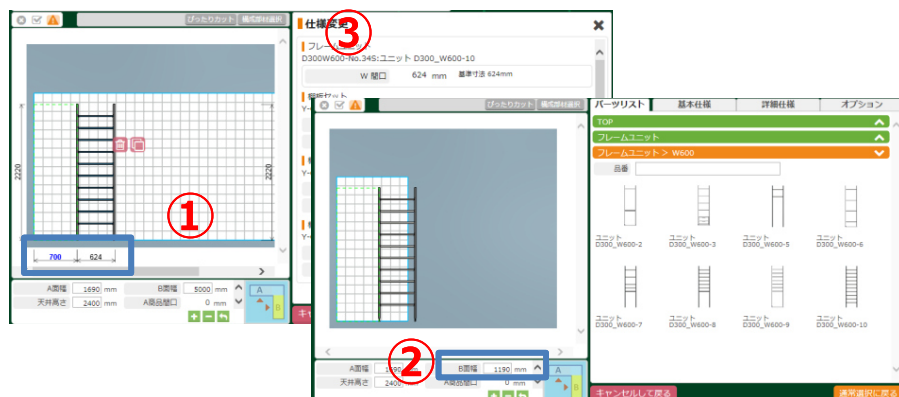 ぴったりカット 構成部材選択
仕様変更
③
フレームユニット
D300W600-No.34S:ユニット D300_W600-10
W 間口 624 mm 基準寸法 624mm
2220
2220
①
700 624
A面幅 1690 mm B面幅 5000 mm
天井高さ 2400 mm A商品間口 0 mm
A
B
ぴったりカット 構成部材選択
パーツリスト 基本仕様 詳細仕様 オプション
TOP
フレームユニット
フレームユニット > W600
品番
ユニット D300_W600-2
ユニット D300_W600-3
ユニット D300_W600-5
ユニット D300_W600-6
ユニット D300_W600-7
ユニット D300_W600-8
ユニット D300_W600-9
ユニット D300_W600-10
②
A面幅 1690 mm B面幅 1190 mm
天井高さ 2400 A商品間口 0 mm
A
B
キャンセルして戻る 通常選択に戻る